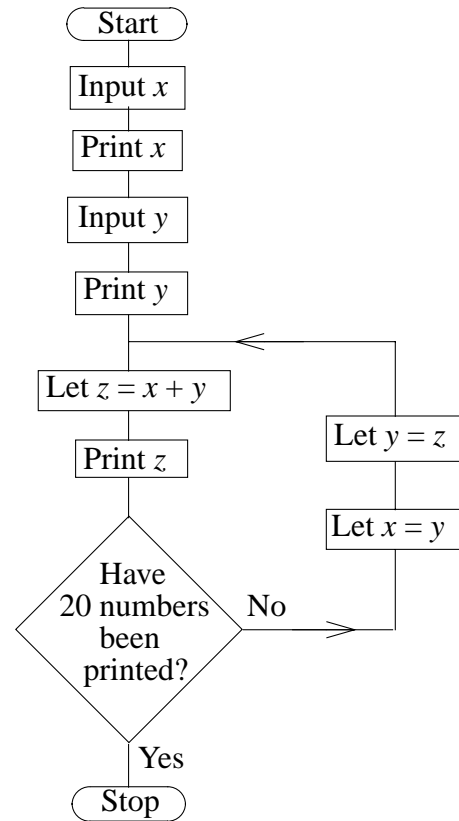 Start
Input x
Print x
Input y
Print y
Let z = x + y
Print z
Have
20 numbers
been
printed?
No
Let x = y
Let y = z
Yes
Stop